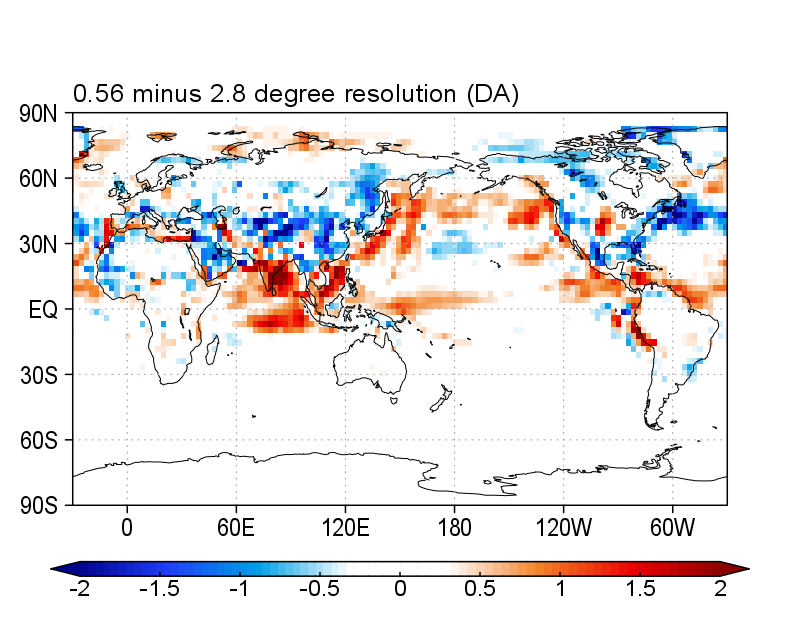 0.56 minus 2.8 degree resolution (DA)
90N
60N
30N
EQ
30S
60S
90S
0 60E 120E 180 120W 60W
-2 -1.5 -1 -0.5 0 0.5 1 1.5 2